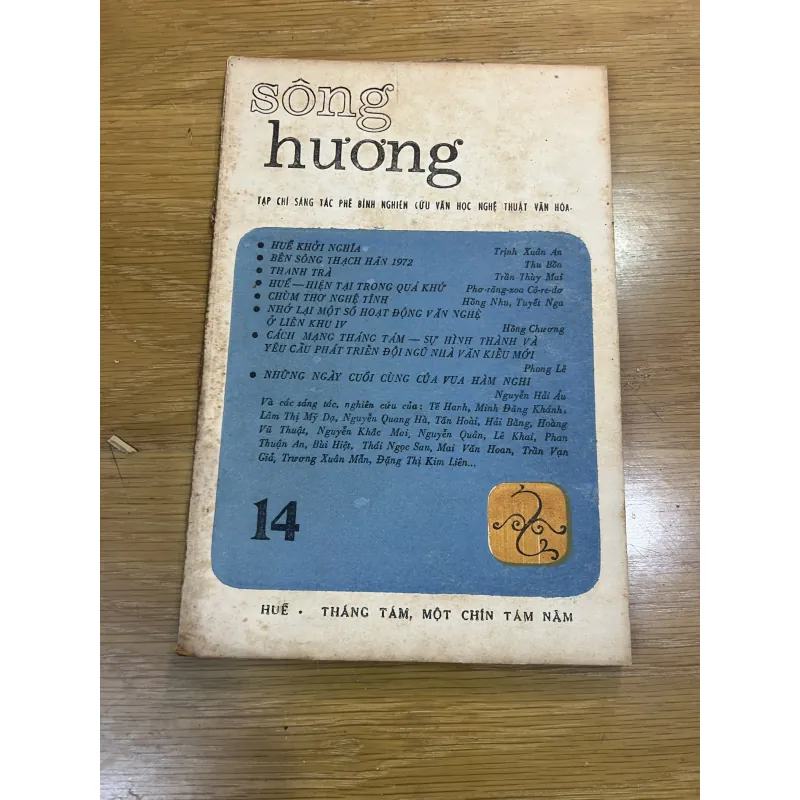 sông
hương
TẠP CHÍ SÁNG TÁC PHÊ BÌNH NGHIÊN CỨU VĂN HỌC NGHỆ THUẬT VĂN HÓA
• HUẾ KHỞI NGHĨA Trịnh Xuân An
• BÊN SÔNG THẠCH HÃN 1972 Thu Bồn
• THANH TRÀ Trần Thùy Mai
• HUẾ — HIỆN TẠI TRONG QUÁ KHỨ Phơ-răng-xoa Cô-re-dơ
• CHÙM THƠ NGHỆ TĨNH Hồng Nhu, Tuyết Nga
• NHỚ LẠI MỘT SỐ HOẠT ĐỘNG VĂN NGHỆ
Ở LIÊN KHU IV Hồng Chương
• CÁCH MẠNG THÁNG TÁM — SỰ HÌNH THÀNH VÀ
YÊU CẦU PHÁT TRIỂN ĐỘI NGŨ NHÀ VĂN KIỂU MỚI
Phong Lê
• NHỮNG NGÀY CUỐI CÙNG CỦA VUA HÀM NGHI
Nguyễn Hải Âu
Và các sáng tác, nghiên cứu của: Tế Hanh, Minh Đăng Khánh,
Lâm Thị Mỹ Dạ, Nguyễn Quang Hà, Tấn Hoài, Hải Bằng, Hoàng
Vũ Thuật, Nguyễn Khắc Mai, Nguyễn Quân, Lê Khai, Phan
Thuận An, Bùi Hiệt, Thái Ngọc San, Mai Văn Hoan, Trần Vạn
Giã, Trương Xuân Mẫn, Đặng Thị Kim Liên...
14
HUẾ • THÁNG TÁM, MỘT CHÍN TÁM NĂM